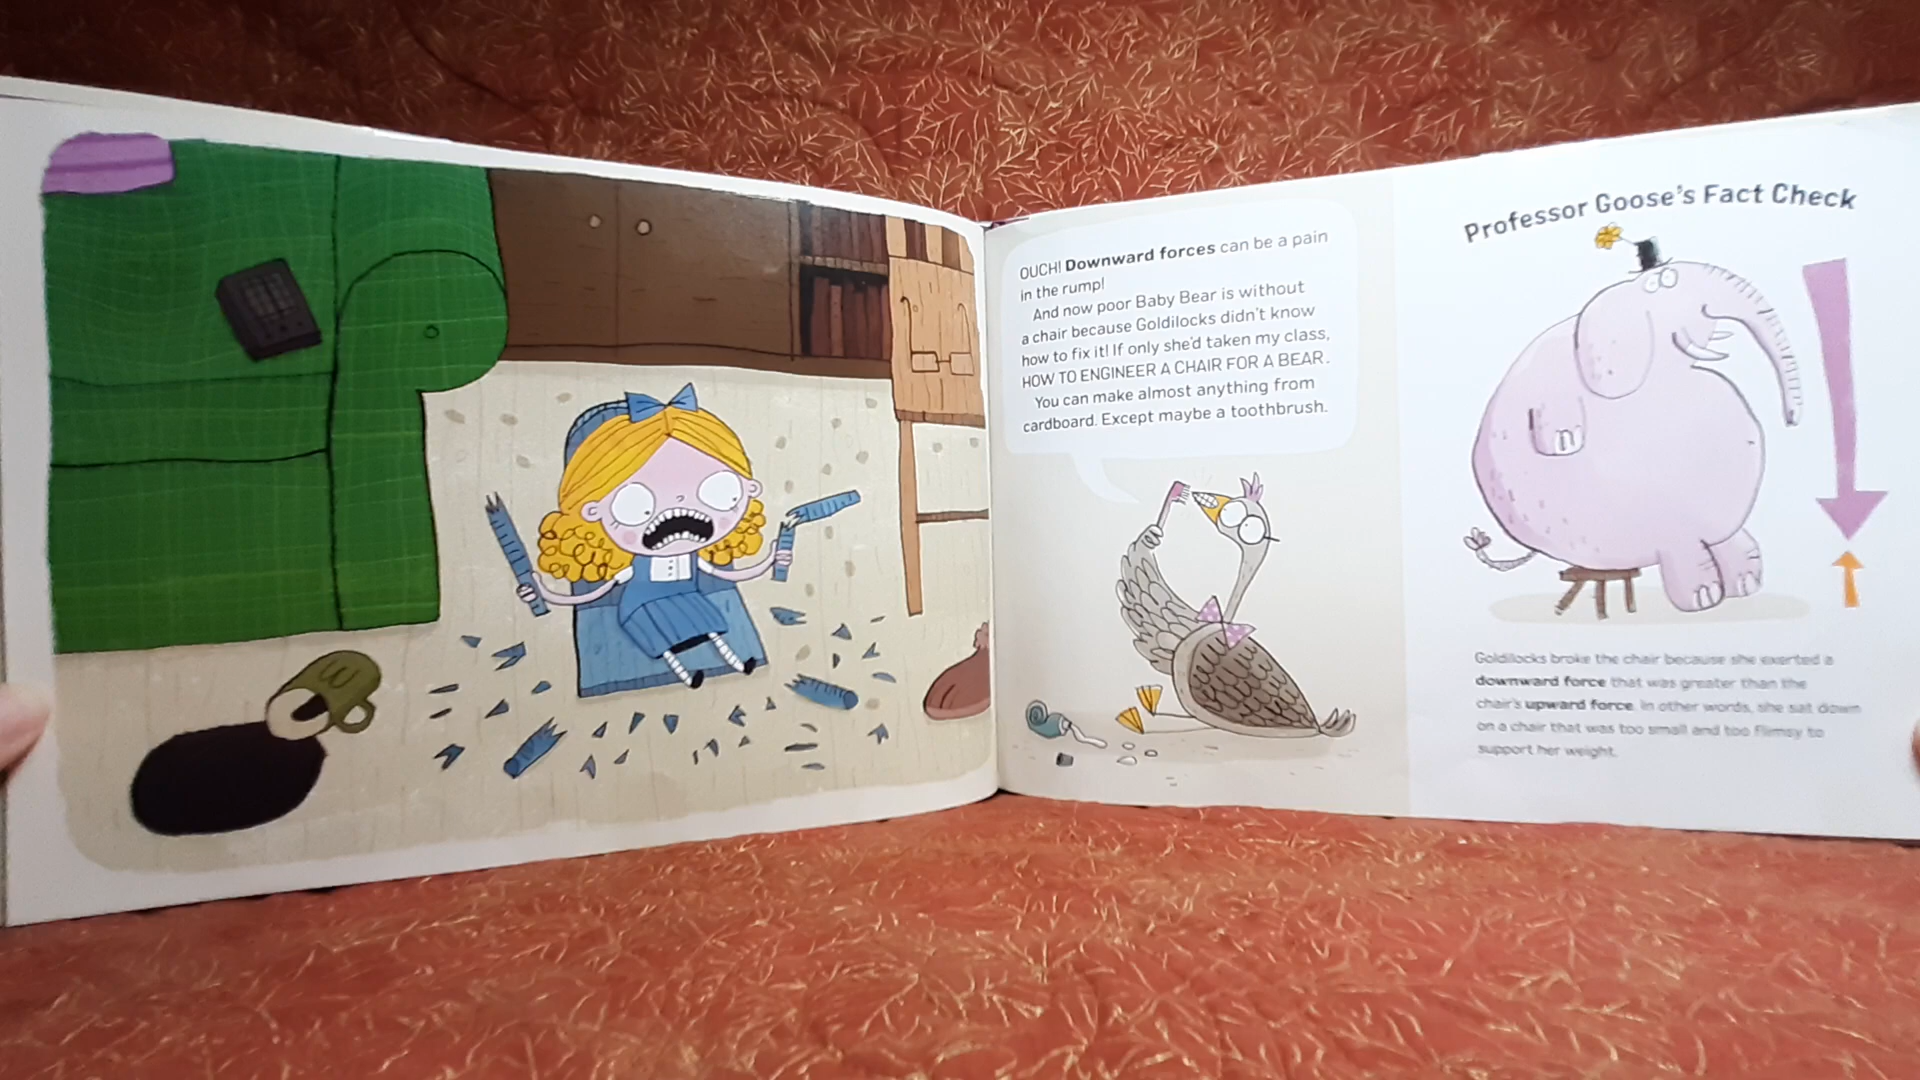 OUCH! Downward forces can be a pain
in the rump!
And now poor Baby Bear is without
a chair because Goldilocks didn't know
how to fix it! If only she'd taken my class,
HOW TO ENGINEER A CHAIR FOR A BEAR.
You can make almost anything from
cardboard. Except maybe a toothbrush.
Professor Goose's Fact Check
Goldilocks broke the chair because she exerted a
downward force that was greater than the
chair's upward force. In other words, she sat down
on a chair that was too small and too flimsy to
support her weight.